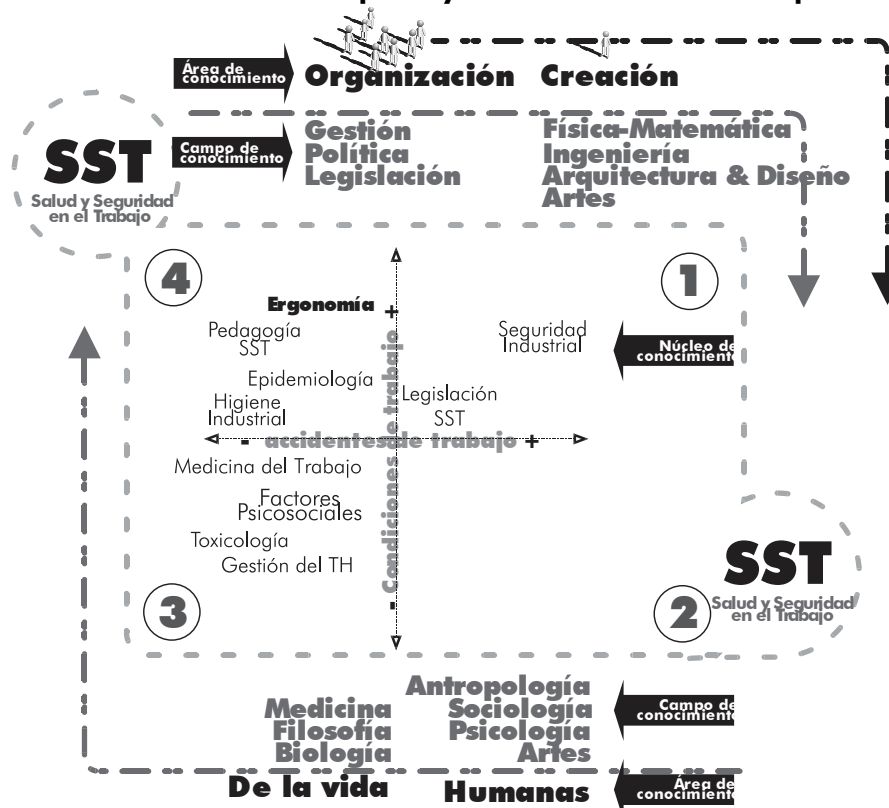 Área de
conocimiento
Organización
Creación
SST
Salud y Seguridad
en el Trabajo
Campo de
conocimiento
Gestión
Política
Legislación
Física-Matemática
Ingeniería
Arquitectura & Diseño
Artes
4
1
Ergonomía
+
Pedagogía
SST
Seguridad
Industrial
Núcleo de
conocimiento
Epidemiología
Higiene
Industrial
Legislación
SST
- accidentes de trabajo +
- Condiciones de trabajo
Medicina del Trabajo
Factores
Psicosociales
Toxicología
Gestión del TH
3
2
SST
Salud y Seguridad
en el Trabajo
Medicina
Filosofía
Biología
Antropología
Sociología
Psicología
Artes
Campo de
conocimiento
De la vida
Humanas
Área de
conocimiento